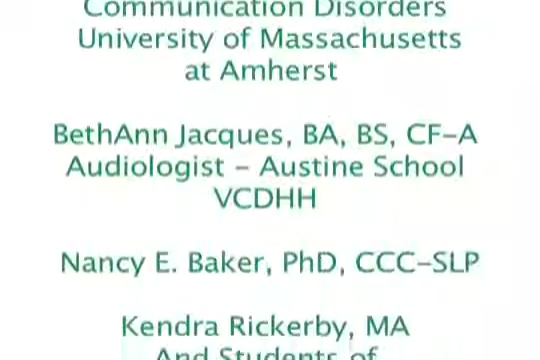 Communication Disorders
University of Massachusetts
at Amherst
BethAnn Jacques, BA, BS, CF–A
Audiologist – Austine School
VCDHH
Nancy E. Baker, PhD, CCC–SLP
Kendra Rickerby, MA
And Students of